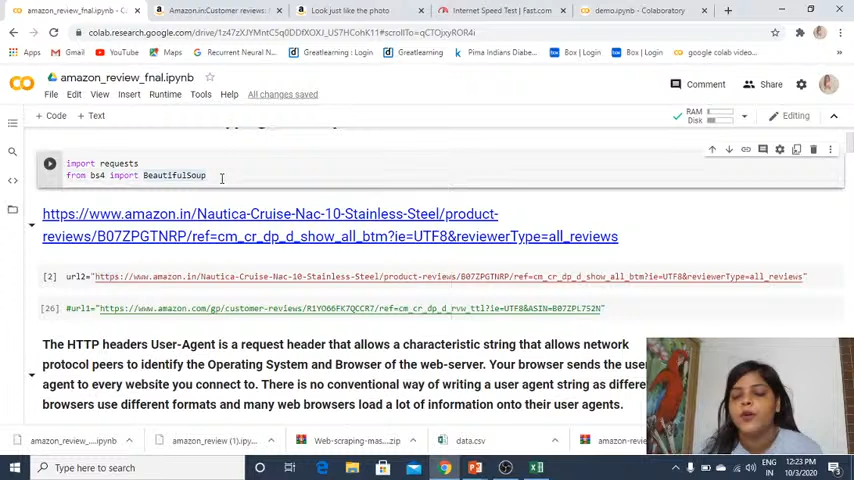 amazon_review_fnal.ipynb - Col
Amazon.in:Customer reviews: N
Look just like the photo
Internet Speed Test | Fast.com
demo.ipynb - Colaboratory
colab.research.google.com/drive/
Apps
Gmail
YouTube
Maps
Recurrent Neural N...
Greatlearning : Login
Greatlearning : Login
Pima Indians Diabe...
Box | Login
Box | Login
google colab video...
amazon_review_fnal.ipynb
Comment
Share
File Edit View Insert Runtime Tools Help All changes saved
+ Code + Text
RAM
Disk
Editing
import requests
from bs4 import BeautifulSoup
https://www.amazon.in/Nautica-Cruise-Nac-10-Stainless-Steel/product-
reviews/B07ZPGTNRP/ref=cm_cr_dp_d_show_all_btm?ie=UTF8&reviewerType=all_reviews
[2] url2="https://www.amazon.in/Nautica-Cruise-Nac-10-Stainless-Steel/product-reviews/B07ZPGTNRP/ref=cm_cr_dp_d_show_all_btm?ie=UTF8&reviewerType=all_reviews"
[26] #url1="https://www.amazon.com/gp/customer-reviews/R1YO66FK7QCCR7/ref=cm_cr_dp_d_rvw_ttl?ie=UTF8&ASIN=B07ZPL7S2N"
The HTTP headers User-Agent is a request header that allows a characteristic string that allows network
protocol peers to identify the Operating System and Browser of the web-server. Your browser sends the use
agent to every website you connect to. There is no conventional way of writing a user agent string as differe
browsers use different formats and many web browsers load a lot of information onto their user agents.
amazon_review_....ipynb
amazon_review (1).ipynb
Web-scraping-mas....zip
data.csv
amazon-re
Type here to search
ENG
IN
12:23 PM
10/3/2020
3